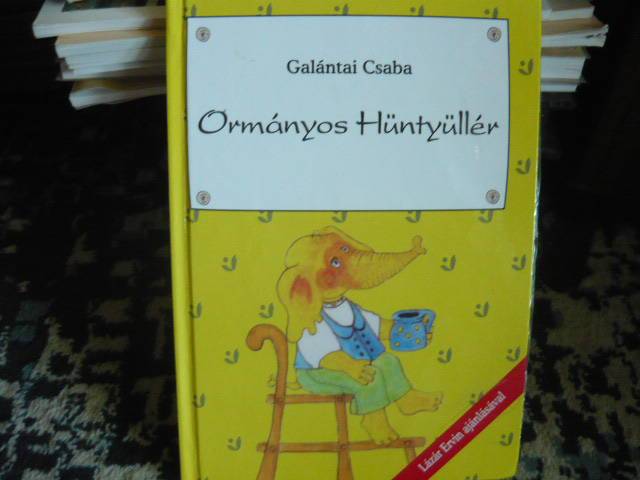 Galántai Csaba
Ormányos Hüntyüllér
Lázár Ervin ajánlásával